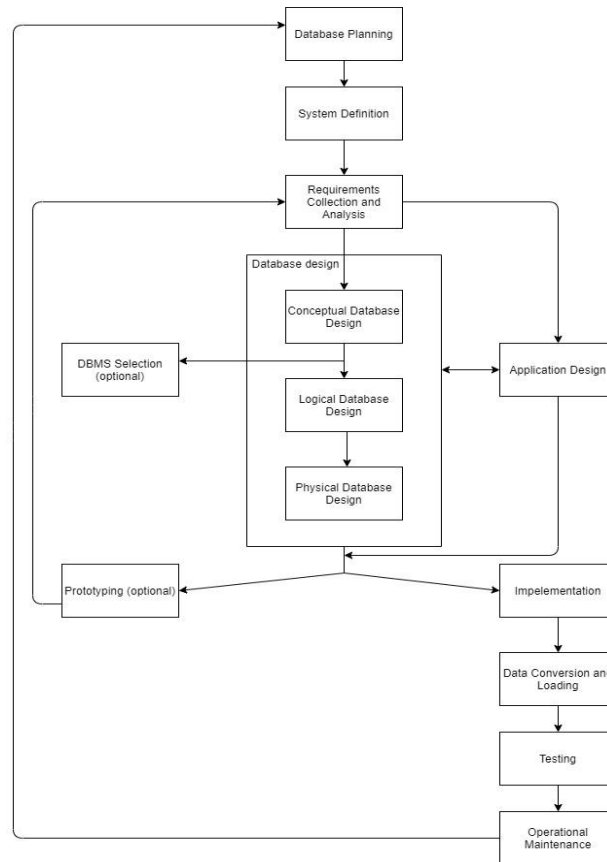 Database Planning
System Definition
Requirements
Collection and
Analysis
Database design
Conceptual Database
Design
DBMS Selection
(optional)
Application Design
Logical Database
Design
Physical Database
Design
Prototyping (optional)
Impelementation
Data Conversion and
Loading
Testing
Operational
Maintenance